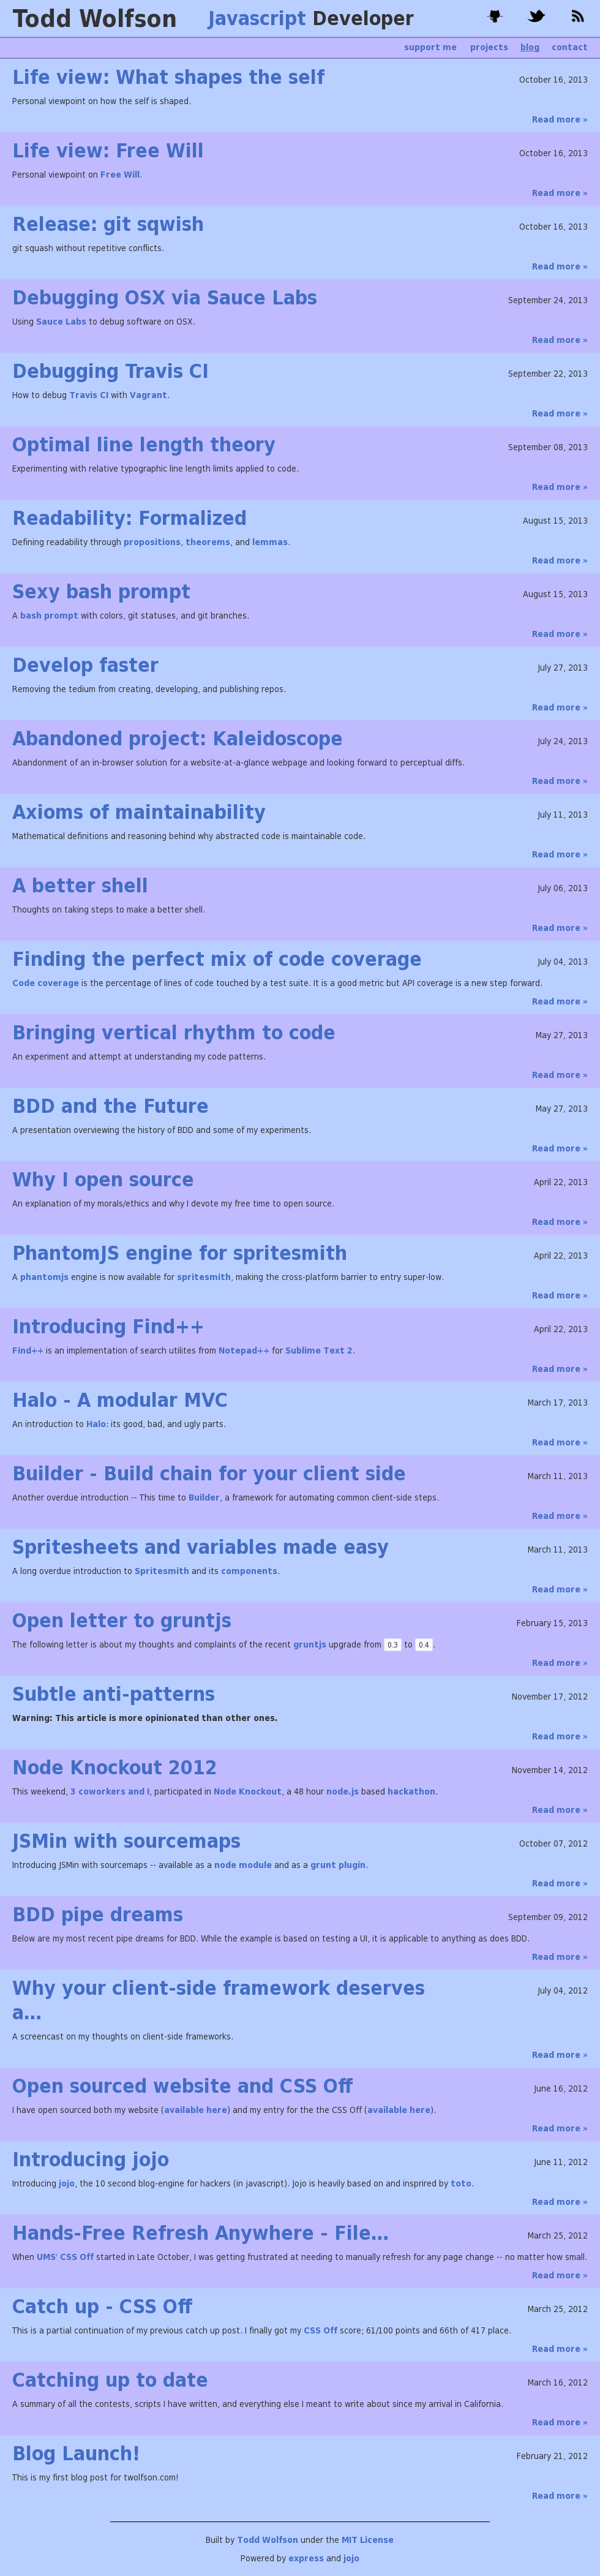 Todd Wolfson Javascript Developer
support me projects blog contact
Life view: What shapes the self October 16, 2013
Personal viewpoint on how the self is shaped.
Read more »
Life view: Free Will October 16, 2013
Personal viewpoint on Free Will.
Read more »
Release: git sqwish October 16, 2013
git squash without repetitive conflicts.
Read more »
Debugging OSX via Sauce Labs September 24, 2013
Using Sauce Labs to debug software on OSX.
Read more »
Debugging Travis CI September 22, 2013
How to debug Travis CI with Vagrant.
Read more »
Optimal line length theory September 08, 2013
Experimenting with relative typographic line length limits applied to code.
Read more »
Readability: Formalized August 15, 2013
Defining readability through propositions, theorems, and lemmas.
Read more »
Sexy bash prompt August 15, 2013
A bash prompt with colors, git statuses, and git branches.
Read more »
Develop faster July 27, 2013
Removing the tedium from creating, developing, and publishing repos.
Read more »
Abandoned project: Kaleidoscope July 24, 2013
Abandonment of an in-browser solution for a website-at-a-glance webpage and looking forward to perceptual diffs.
Read more »
Axioms of maintainability July 11, 2013
Mathematical definitions and reasoning behind why abstracted code is maintainable code.
Read more »
A better shell July 06, 2013
Thoughts on taking steps to make a better shell.
Read more »
Finding the perfect mix of code coverage July 04, 2013
Code coverage is the percentage of lines of code touched by a test suite. It is a good metric but API coverage is a new step forward.
Read more »
Bringing vertical rhythm to code May 27, 2013
An experiment and attempt at understanding my code patterns.
Read more »
BDD and the Future May 27, 2013
A presentation overviewing the history of BDD and some of my experiments.
Read more »
Why I open source April 22, 2013
An explanation of my morals/ethics and why I devote my free time to open source.
Read more »
PhantomJS engine for spritesmith April 22, 2013
A phantomjs engine is now available for spritesmith, making the cross-platform barrier to entry super-low.
Read more »
Introducing Find++ April 22, 2013
Find++ is an implementation of search utilites from Notepad++ for Sublime Text 2.
Read more »
Halo - A modular MVC March 17, 2013
An introduction to Halo: its good, bad, and ugly parts.
Read more »
Builder - Build chain for your client side March 11, 2013
Another overdue introduction -- This time to Builder, a framework for automating common client-side steps.
Read more »
Spritesheets and variables made easy March 11, 2013
A long overdue introduction to Spritesmith and its components.
Read more »
Open letter to gruntjs February 15, 2013
The following letter is about my thoughts and complaints of the recent gruntjs upgrade from 0.3 to 0.4.
Read more »
Subtle anti-patterns November 17, 2012
Warning: This article is more opinionated than other ones.
Read more »
Node Knockout 2012 November 14, 2012
This weekend, 3 coworkers and I, participated in Node Knockout, a 48 hour node.js based hackathon.
Read more »
JSMin with sourcemaps October 07, 2012
Introducing JSMin with sourcemaps -- available as a node module and as a grunt plugin.
Read more »
BDD pipe dreams September 09, 2012
Below are my most recent pipe dreams for BDD. While the example is based on testing a UI, it is applicable to anything as does BDD.
Read more »
Why your client-side framework deserves July 04, 2012
a...
A screencast on my thoughts on client-side frameworks.
Read more »
Open sourced website and CSS Off June 16, 2012
I have open sourced both my website (available here) and my entry for the the CSS Off (available here).
Read more »
Introducing jojo June 11, 2012
Introducing jojo, the 10 second blog-engine for hackers (in javascript). Jojo is heavily based on and insprired by toto.
Read more »
Hands-Free Refresh Anywhere - File... March 25, 2012
When UMS' CSS Off started in Late October, I was getting frustrated at needing to manually refresh for any page change -- no matter how small.
Read more »
Catch up - CSS Off March 25, 2012
This is a partial continuation of my previous catch up post. I finally got my CSS Off score; 61/100 points and 66th of 417 place.
Read more »
Catching up to date March 16, 2012
A summary of all the contests, scripts I have written, and everything else I meant to write about since my arrival in California.
Read more »
Blog Launch! February 21, 2012
This is my first blog post for twolfson.com!
Read more »
Built by Todd Wolfson under the MIT License
Powered by express and jojo